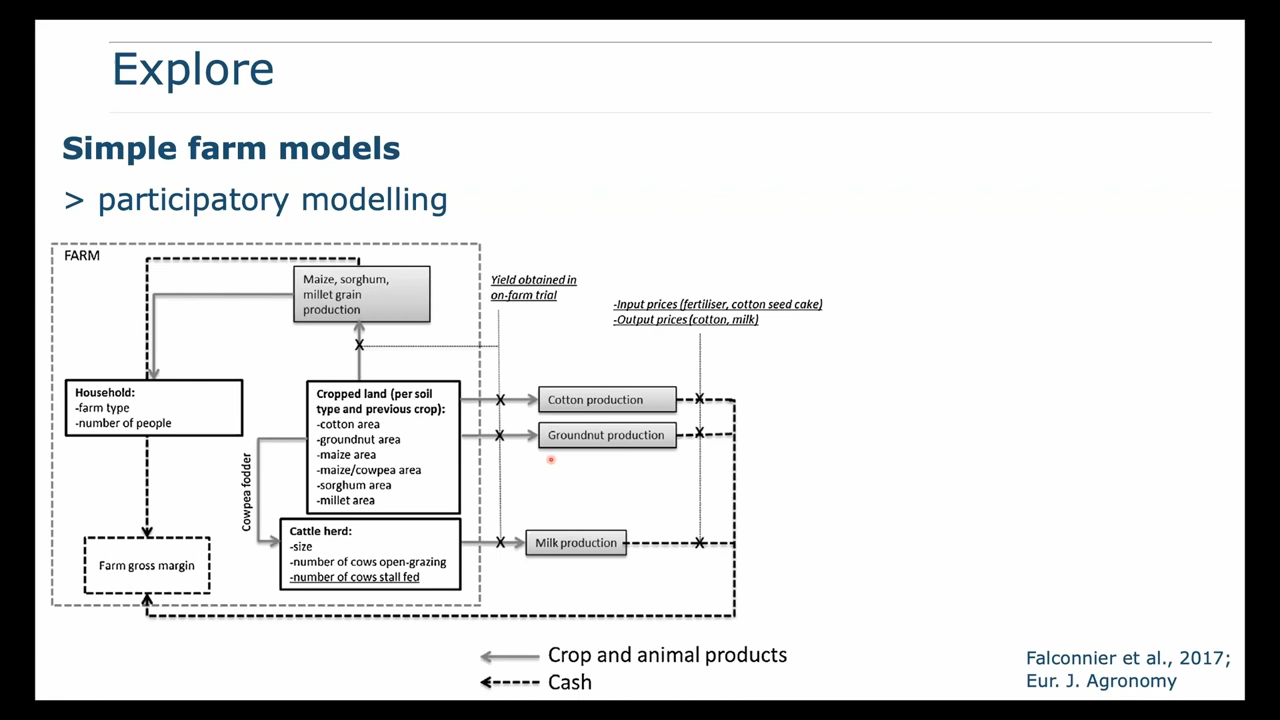 Explore
Simple farm models
> participatory modelling
FARM
Maize, sorghum,
millet grain
production
Yield obtained in
on-farm trial
-Input prices (fertiliser, cotton seed cake)
-Output prices (cotton, milk)
Household:
-farm type
-number of people
Cropped land (per soil
type and previous crop):
-cotton area
-groundnut area
-maize area
-maize/cowpea area
-sorghum area
-millet area
X
X
X
X
X
X
X
Cotton production
Groundnut production
Cowpea fodder
Cattle herd:
-size
-number of cows open-grazing
-number of cows stall fed
Milk production
Farm gross margin
Crop and animal products
Cash
Falconnier et al., 2017;
Eur. J. Agronomy